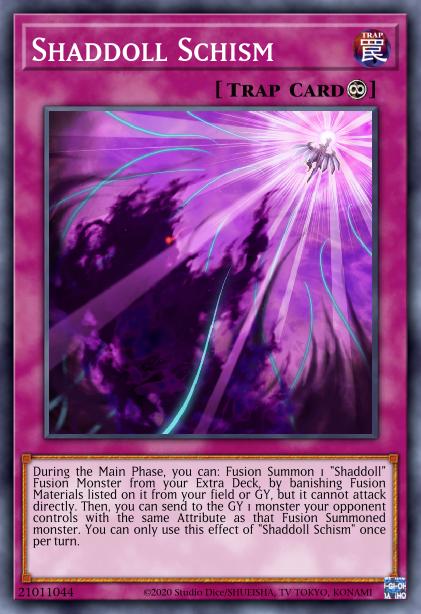 Shaddoll Schism
TRAP
罠
[Trap Card]
During the Main Phase, you can: Fusion Summon 1 "Shaddoll"
Fusion Monster from your Extra Deck, by banishing Fusion
Materials listed on it from your field or GY, but it cannot attack
directly. Then, you can send to the GY 1 monster your opponent
controls with the same Attribute as that Fusion Summoned
monster. You can only use this effect of "Shaddoll Schism" once
per turn.
21011044
©2020 Studio Dice/SHUEISHA, TV TOKYO, KONAMI